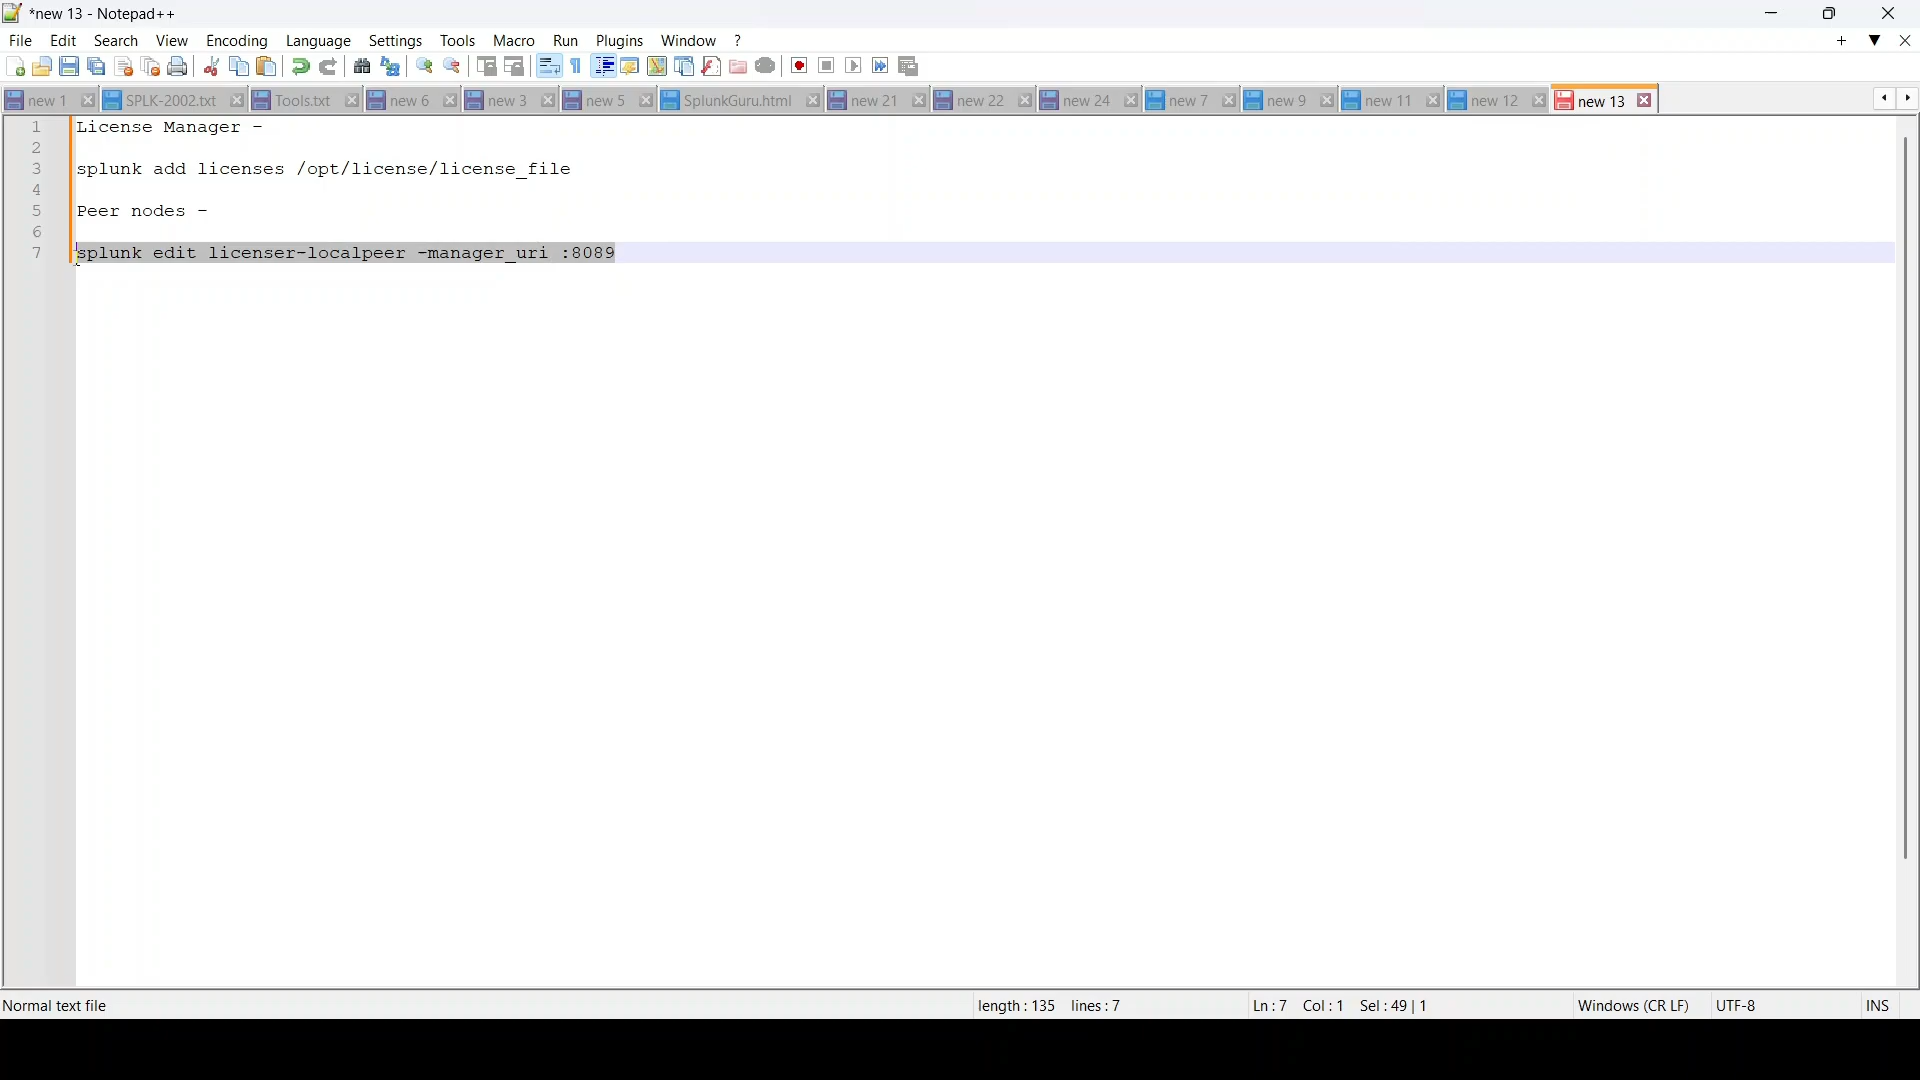 *new 13 - Notepad++
File Edit Search View Encoding Language Settings Tools Macro Run Plugins Window ?
new 1 SPLK-2002.txt Tools.txt new 6 new 3 new 5 SplunkGuru.html new 21 new 22 new 24 new 7 new 9 new 11 new 12 new 13
1 License Manager -
2
3 splunk add licenses /opt/license/license_file
4
5 Peer nodes -
6
7 splunk edit licenser-localpeer -manager_uri :8089
Normal text file length : 135 lines : 7 Ln : 7 Col : 1 Sel : 49 | 1 Windows (CR LF) UTF-8 INS